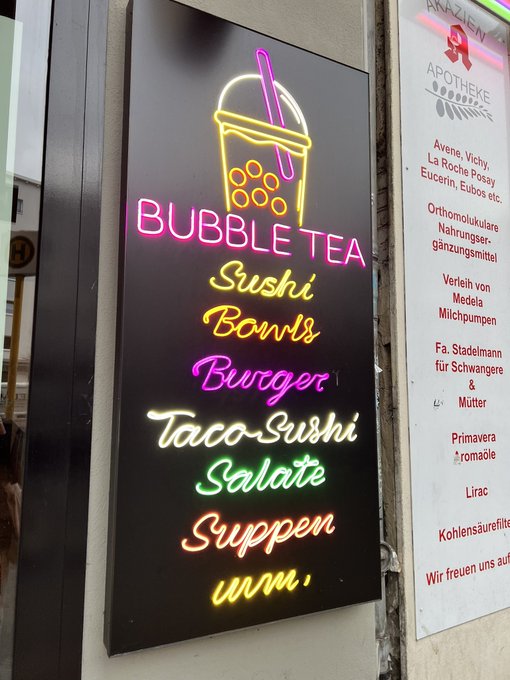 BUBBLE TEA
Sushi
Bowls
Burger
Taco-Sushi
Salate
Suppen
uvm.
H
AKAZIEN
APOTHEKE
Avene, Vichy,
La Roche Posay
Eucerin, Eubos etc.
Orthomolukulare
Nahrungser-
gänzungsmittel
Verleih von
Medela
Milchpumpen
Fa. Stadelmann
für Schwangere
&
Mütter
Primavera
Aromaöle
Lirac
Kohlensäurefilte
Wir freuen uns auf